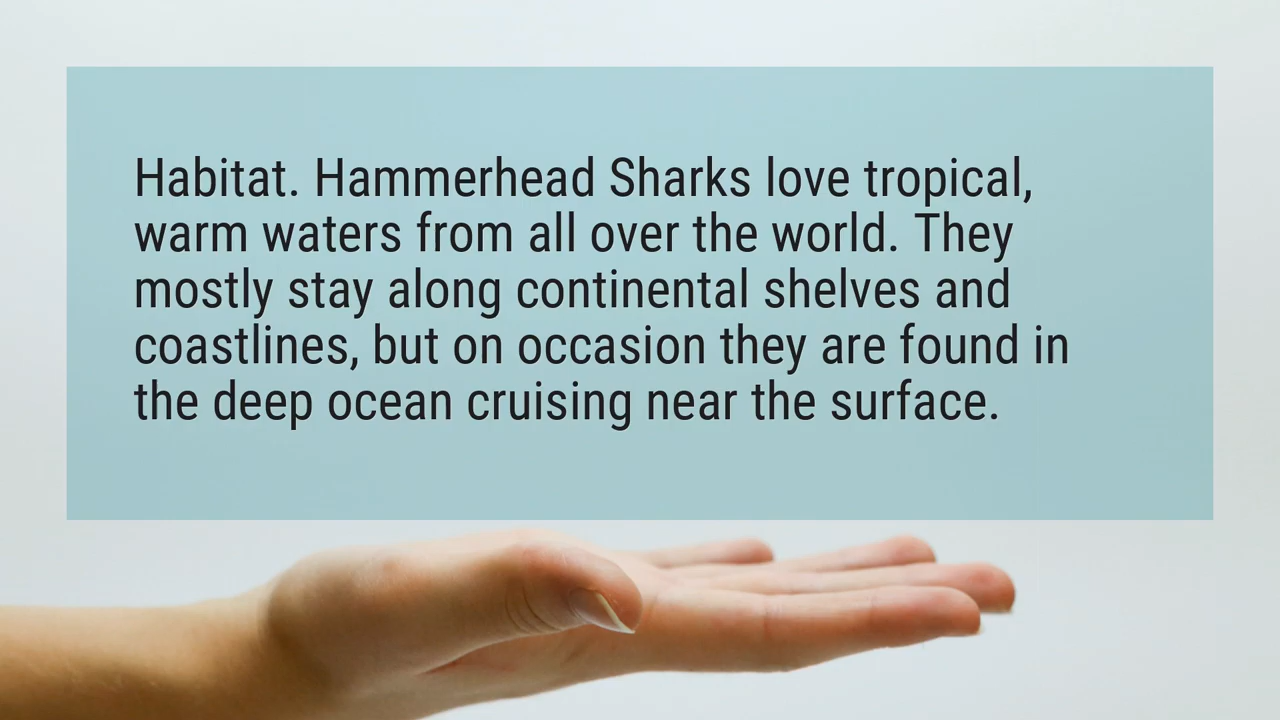 Habitat. Hammerhead Sharks love tropical,
warm waters from all over the world. They
mostly stay along continental shelves and
coastlines, but on occasion they are found in
the deep ocean cruising near the surface.